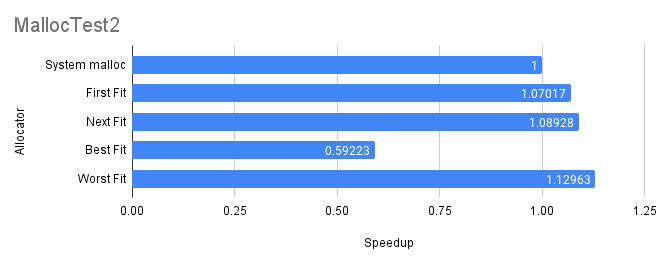 MallocTest2
Allocator
System malloc 1
First Fit 1.07017
Next Fit 1.08928
Best Fit 0.59223
Worst Fit 1.12963
0.00 0.25 0.50 0.75 1.00 1.25
Speedup